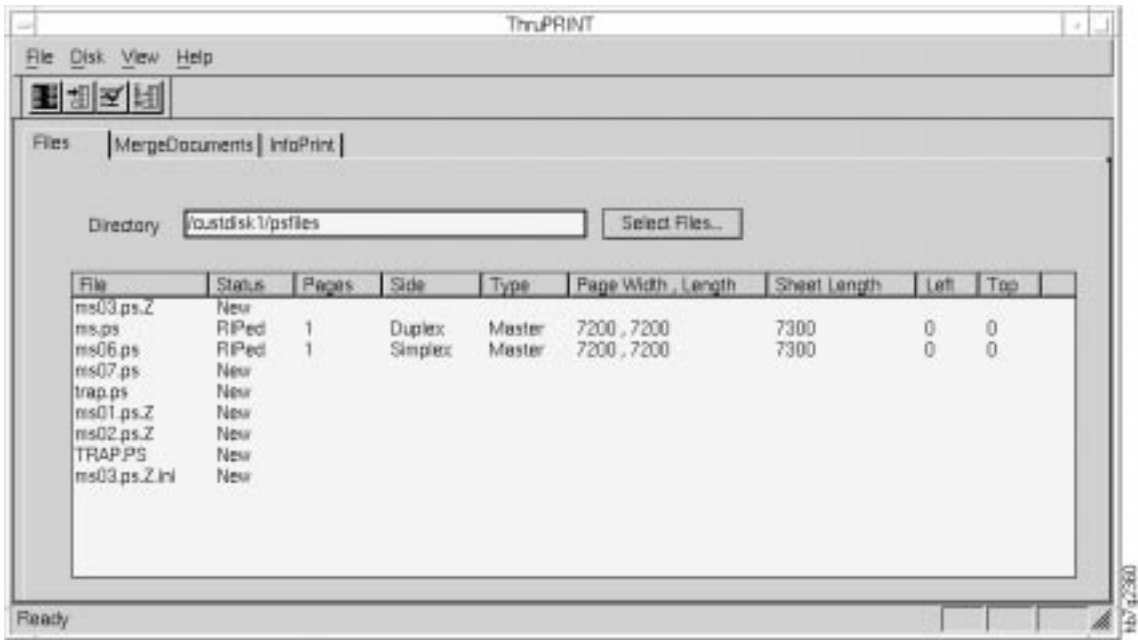 ThruPRINT
File Disk View Help
Files MergeDocuments InfoPrint
Directory /custdisk1/psfiles Select Files...
File Status Pages Side Type Page Width , Length Sheet Length Left Top
ms03.ps.Z New
ms.ps RIPed 1 Duplex Master 7200 , 7200 7300 0 0
ms06.ps RIPed 1 Simplex Master 7200 , 7200 7300 0 0
ms07.ps New
trap.ps New
ms01.ps.Z New
ms02.ps.Z New
TRAP.PS New
ms03.ps.Z.ini New
Ready
hb7q2360